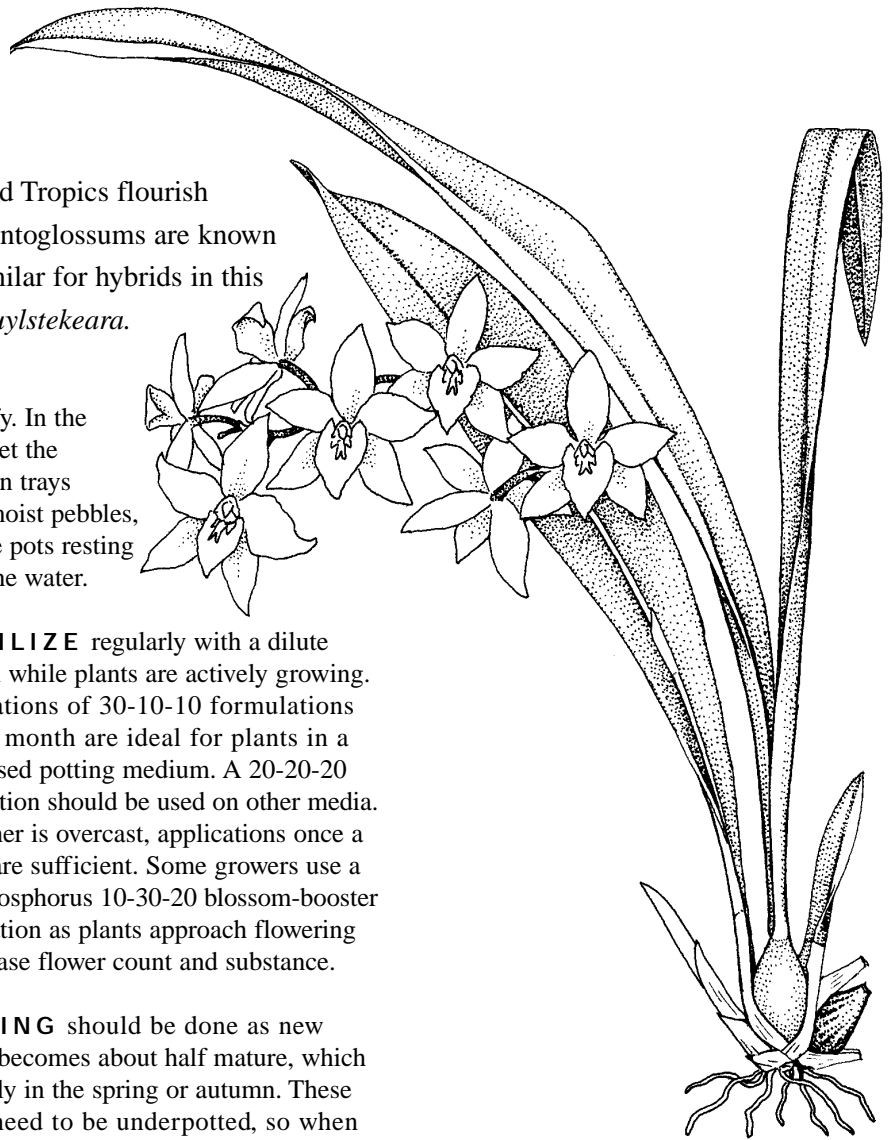 d Tropics flourish
ntoglossums are known
milar for hybrids in this
uylstekeara.
fy. In the
et the
n trays
moist pebbles,
e pots resting
he water.
ILIZE regularly with a dilute
while plants are actively growing.
ations of 30-10-10 formulations
month are ideal for plants in a
sed potting medium. A 20-20-20
tion should be used on other media.
her is overcast, applications once a
are sufficient. Some growers use a
osphorus 10-30-20 blossom-booster
tion as plants approach flowering
ase flower count and substance.
ING should be done as new
becomes about half mature, which
ly in the spring or autumn. These
need to be underpotted, so when